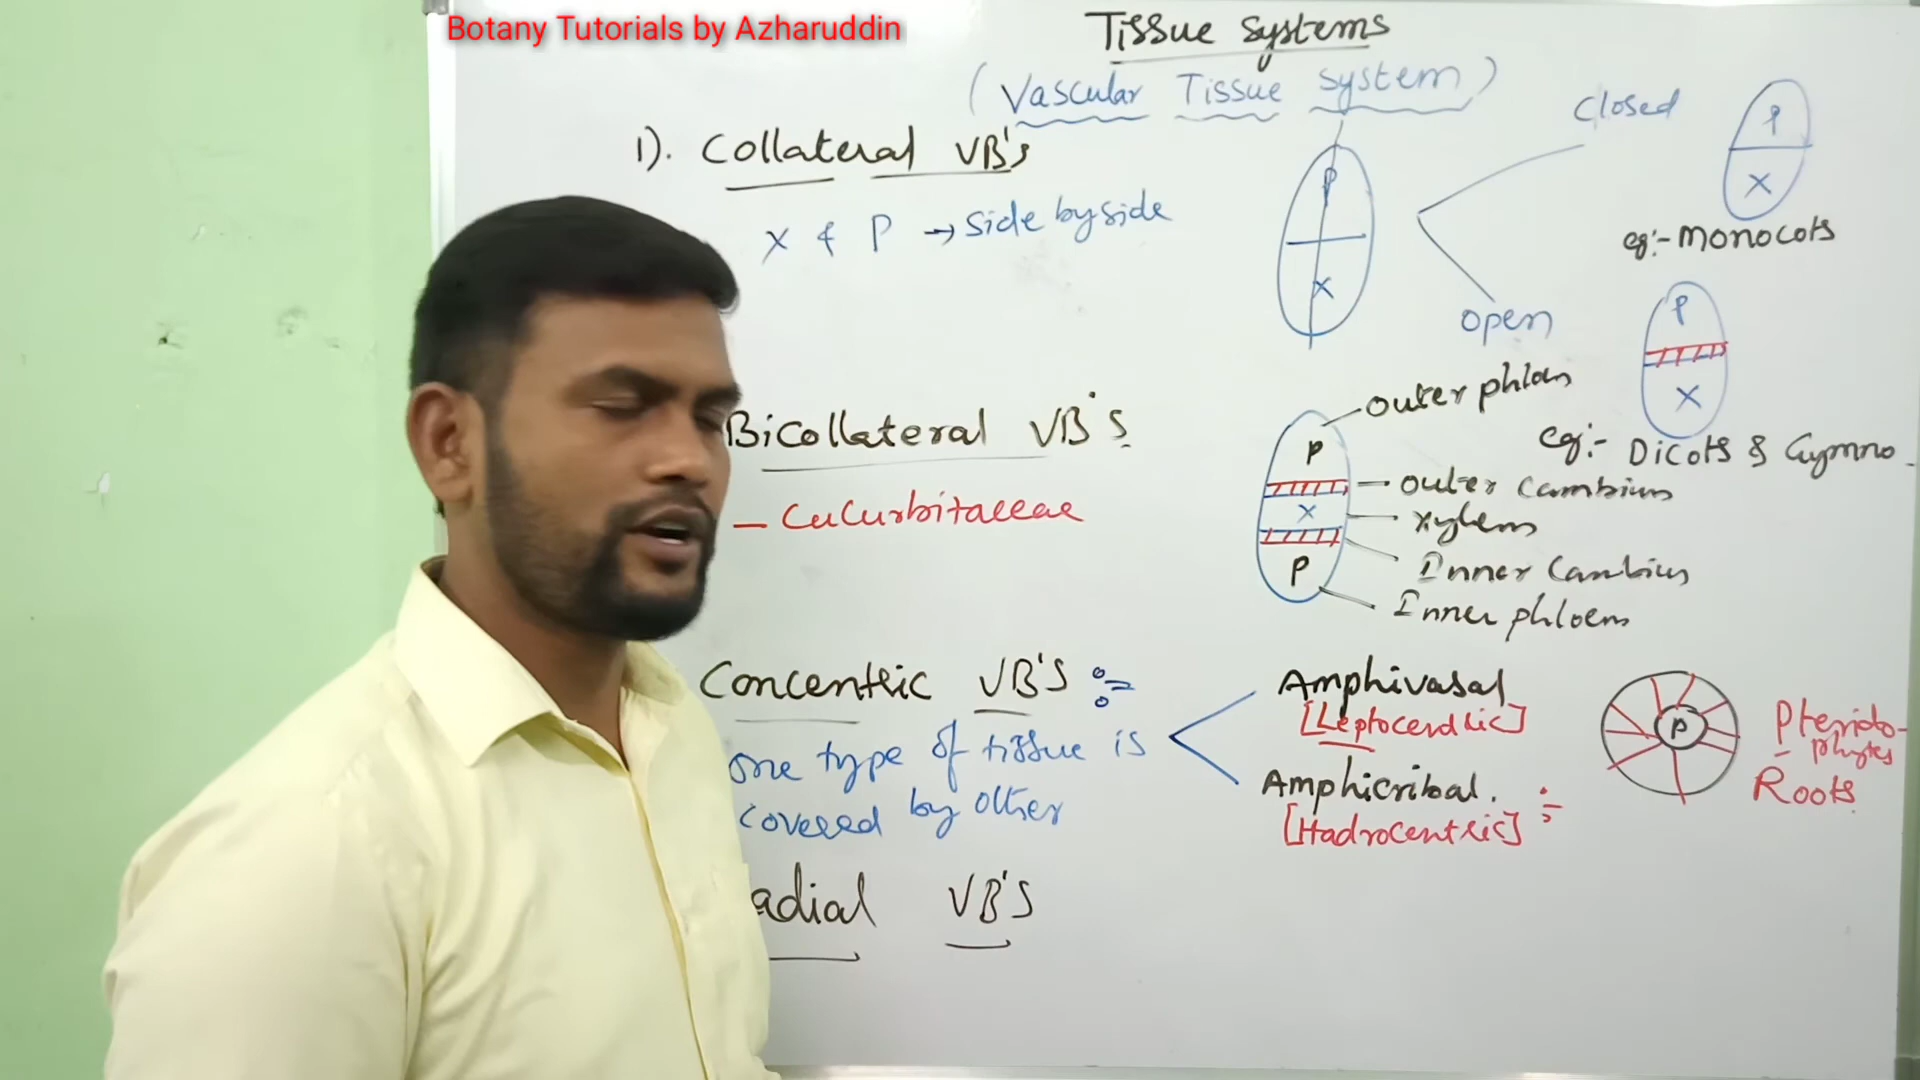 Botany Tutorials by Azharuddin
Tissue Systems
(Vascular Tissue System)
1). Collateral VB's
X & P → Side by side
P
X
Closed
P
X
eg:- Monocots
open
P
X
eg:- Dicots & Gymno
Bicollateral VB's
- Cucurbitaceae
P
X
P
outer phloem
outer Cambium
xylem
Inner Cambium
Inner phloem
Concentric VB'S :=
one type of tissue is
covered by other
Amphivasal
[Leptocentric]
Amphicribal.
[Hadrocentric]
P
Pterido-
phytes
Roots
adial VB'S